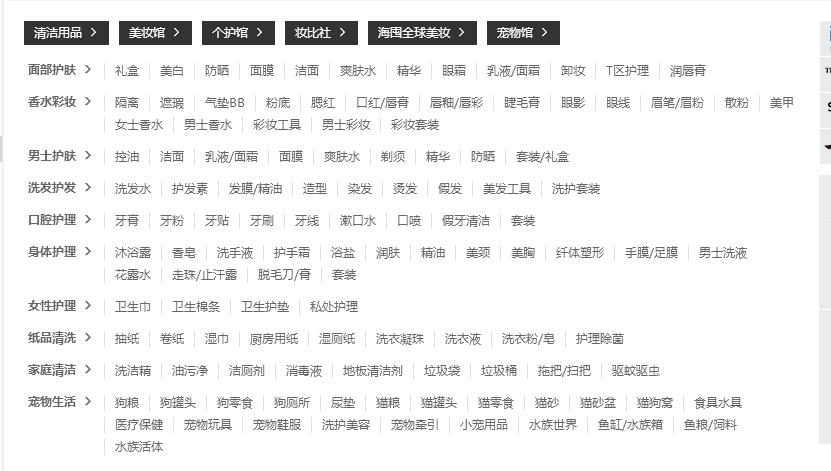 清洁用品 > 美妆馆 > 个护馆 > 妆比社 > 海囤全球美妆 > 宠物馆 >
面部护肤 > 礼盒 美白 防晒 面膜 洁面 爽肤水 精华 眼霜 乳液/面霜 卸妆 T区护理 润唇膏
香水彩妆 > 隔离 遮瑕 气垫BB 粉底 腮红 口红/唇膏 唇釉/唇彩 睫毛膏 眼影 眼线 眉笔/眉粉 散粉 美甲
女士香水 男士香水 彩妆工具 男士彩妆 彩妆套装
男士护肤 > 控油 洁面 乳液/面霜 面膜 爽肤水 剃须 精华 防晒 套装/礼盒
洗发护发 > 洗发水 护发素 发膜/精油 造型 染发 烫发 假发 美发工具 洗护套装
口腔护理 > 牙膏 牙粉 牙贴 牙刷 牙线 漱口水 口喷 假牙清洁 套装
身体护理 > 沐浴露 香皂 洗手液 护手霜 浴盐 润肤 精油 美颈 美胸 纤体塑形 手膜/足膜 男士洗液
花露水 走珠/止汗露 脱毛刀/膏 套装
女性护理 > 卫生巾 卫生棉条 卫生护垫 私处护理
纸品清洗 > 抽纸 卷纸 湿巾 厨房用纸 湿厕纸 洗衣凝珠 洗衣液 洗衣粉/皂 护理除菌
家庭清洁 > 洗洁精 油污净 洁厕剂 消毒液 地板清洁剂 垃圾袋 垃圾桶 拖把/扫把 驱蚊驱虫
宠物生活 > 狗粮 狗罐头 狗零食 狗厕所 尿垫 猫粮 猫罐头 猫零食 猫砂 猫砂盆 猫狗窝 食具水具
医疗保健 宠物玩具 宠物鞋服 洗护美容 宠物牵引 小宠用品 水族世界 鱼缸/水族箱 鱼粮/饲料
水族活体